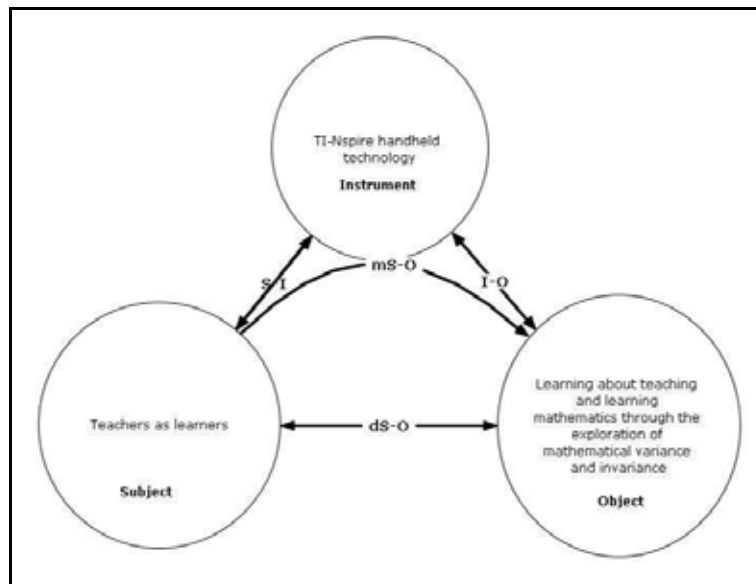 TI-Nspire handheld
technology
Instrument
S-I
mS-O
I-O
Teachers as learners
Subject
dS-O
Learning about teaching
and learning
mathematics through the
exploration of
mathematical variance
and invariance
Object